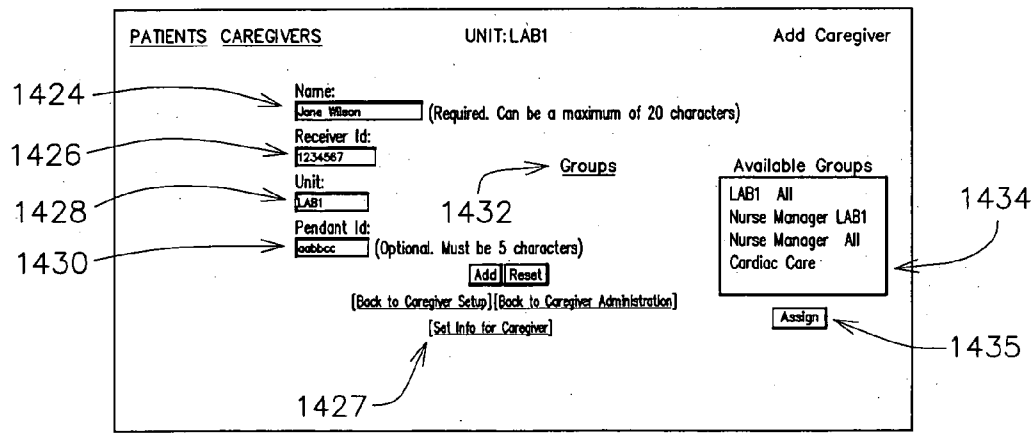 PATIENTS CAREGIVERS UNIT:LAB1 Add Caregiver
Name:
1424
Jane Wilson (Required. Can be a maximum of 20 characters)
Receiver Id:
1426
1234567
Groups
Available Groups
Unit:
LAB1 All
1428
LAB1
1432
Nurse Manager LAB1
1434
Pendant Id:
Nurse Manager All
1430
aabbcc (Optional. Must be 5 characters)
Cardiac Care
Add Reset
[Back to Caregiver Setup][Back to Caregiver Administration]
Assign
[Set Info for Caregiver]
1435
1427